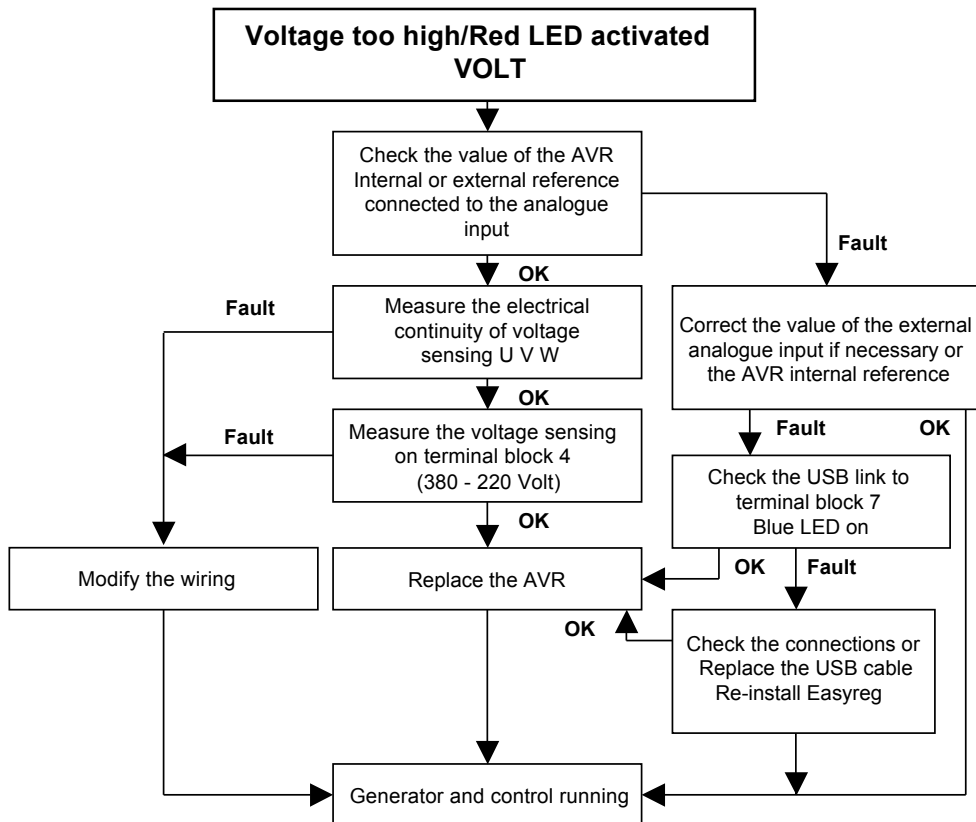 Voltage too high/Red LED activated
VOLT
Check the value of the AVR
Internal or external reference
connected to the analogue
input
Fault
OK
Fault
Measure the electrical
continuity of voltage
sensing U V W
Correct the value of the external
analogue input if necessary or
the AVR internal reference
OK
Fault
OK
Fault
Measure the voltage sensing
on terminal block 4
(380 - 220 Volt)
Check the USB link to
terminal block 7
Blue LED on
OK
OK
Fault
Modify the wiring
Replace the AVR
OK
Check the connections or
Replace the USB cable
Re-install Easyreg
Generator and control running